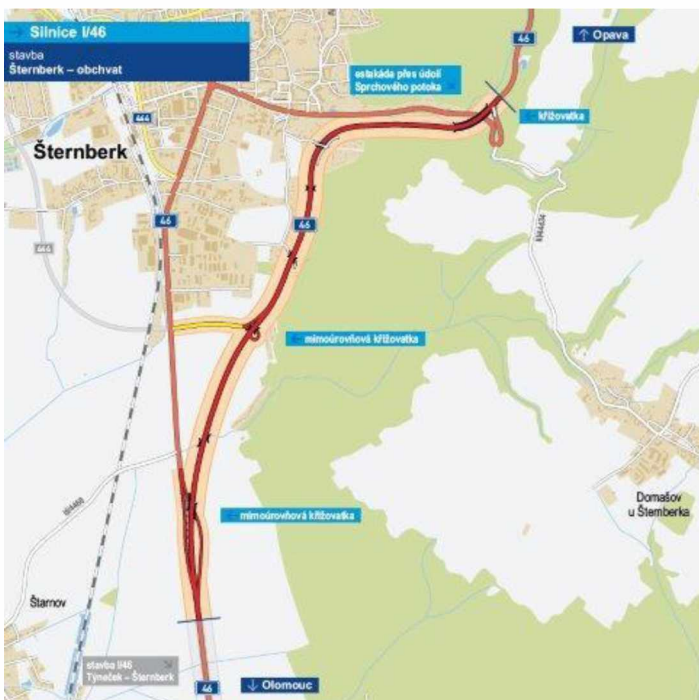 Silnice I/46
stavba
Šternberk – obchvat
46
Opava
estakáda přes údolí
Sprchového potoka
křižovatka
444
Šternberk
46
46
444
mimoúrovňová křižovatka
Domašov
u Šternberka
mimoúrovňová křižovatka
Štarnov
stavba I/46
Týneček – Šternberk
46
Olomouc